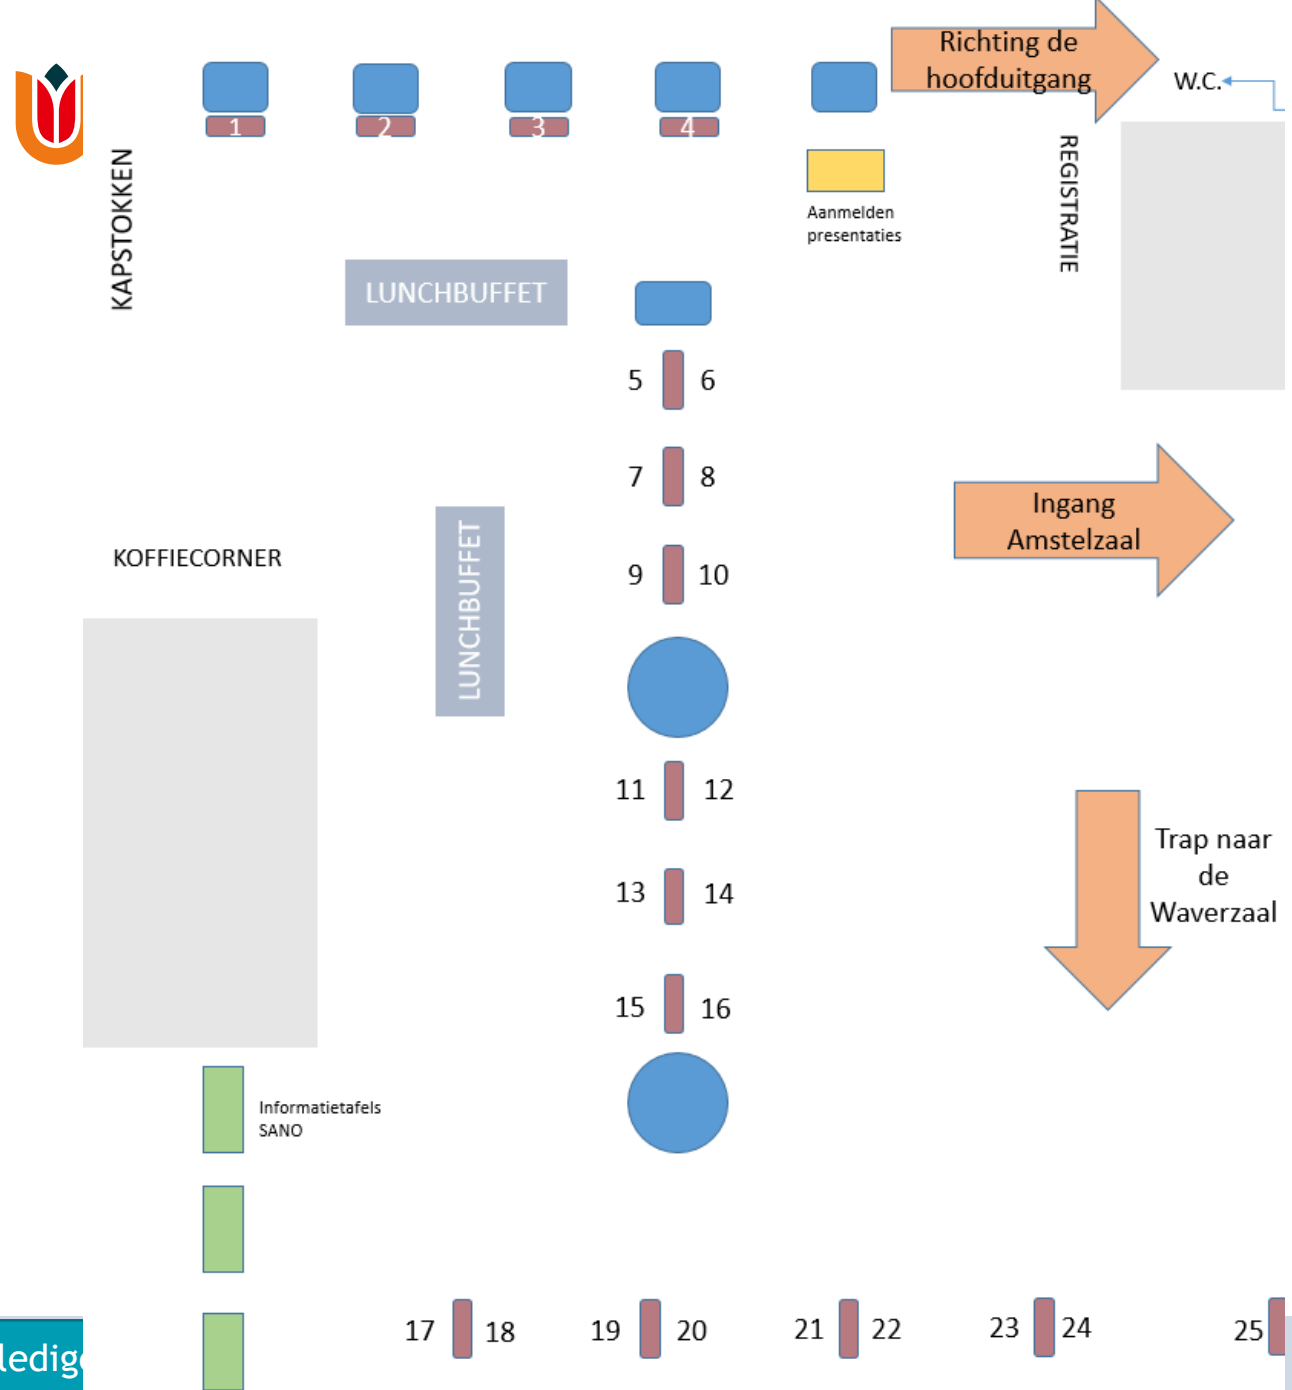 Richting de
hoofduitgang
W.C.
1
2
3
4
KAPSTOKKEN
REGISTRATIE
Aanmelden
presentaties
LUNCHBUFFET
5 6
7 8
Ingang
Amstelzaal
LUNCHBUFFET
KOFFIECORNER
9 10
11 12
Trap naar
de
Waverzaal
13 14
15 16
Informatietafels
SANO
17 18 19 20 21 22 23 24 25